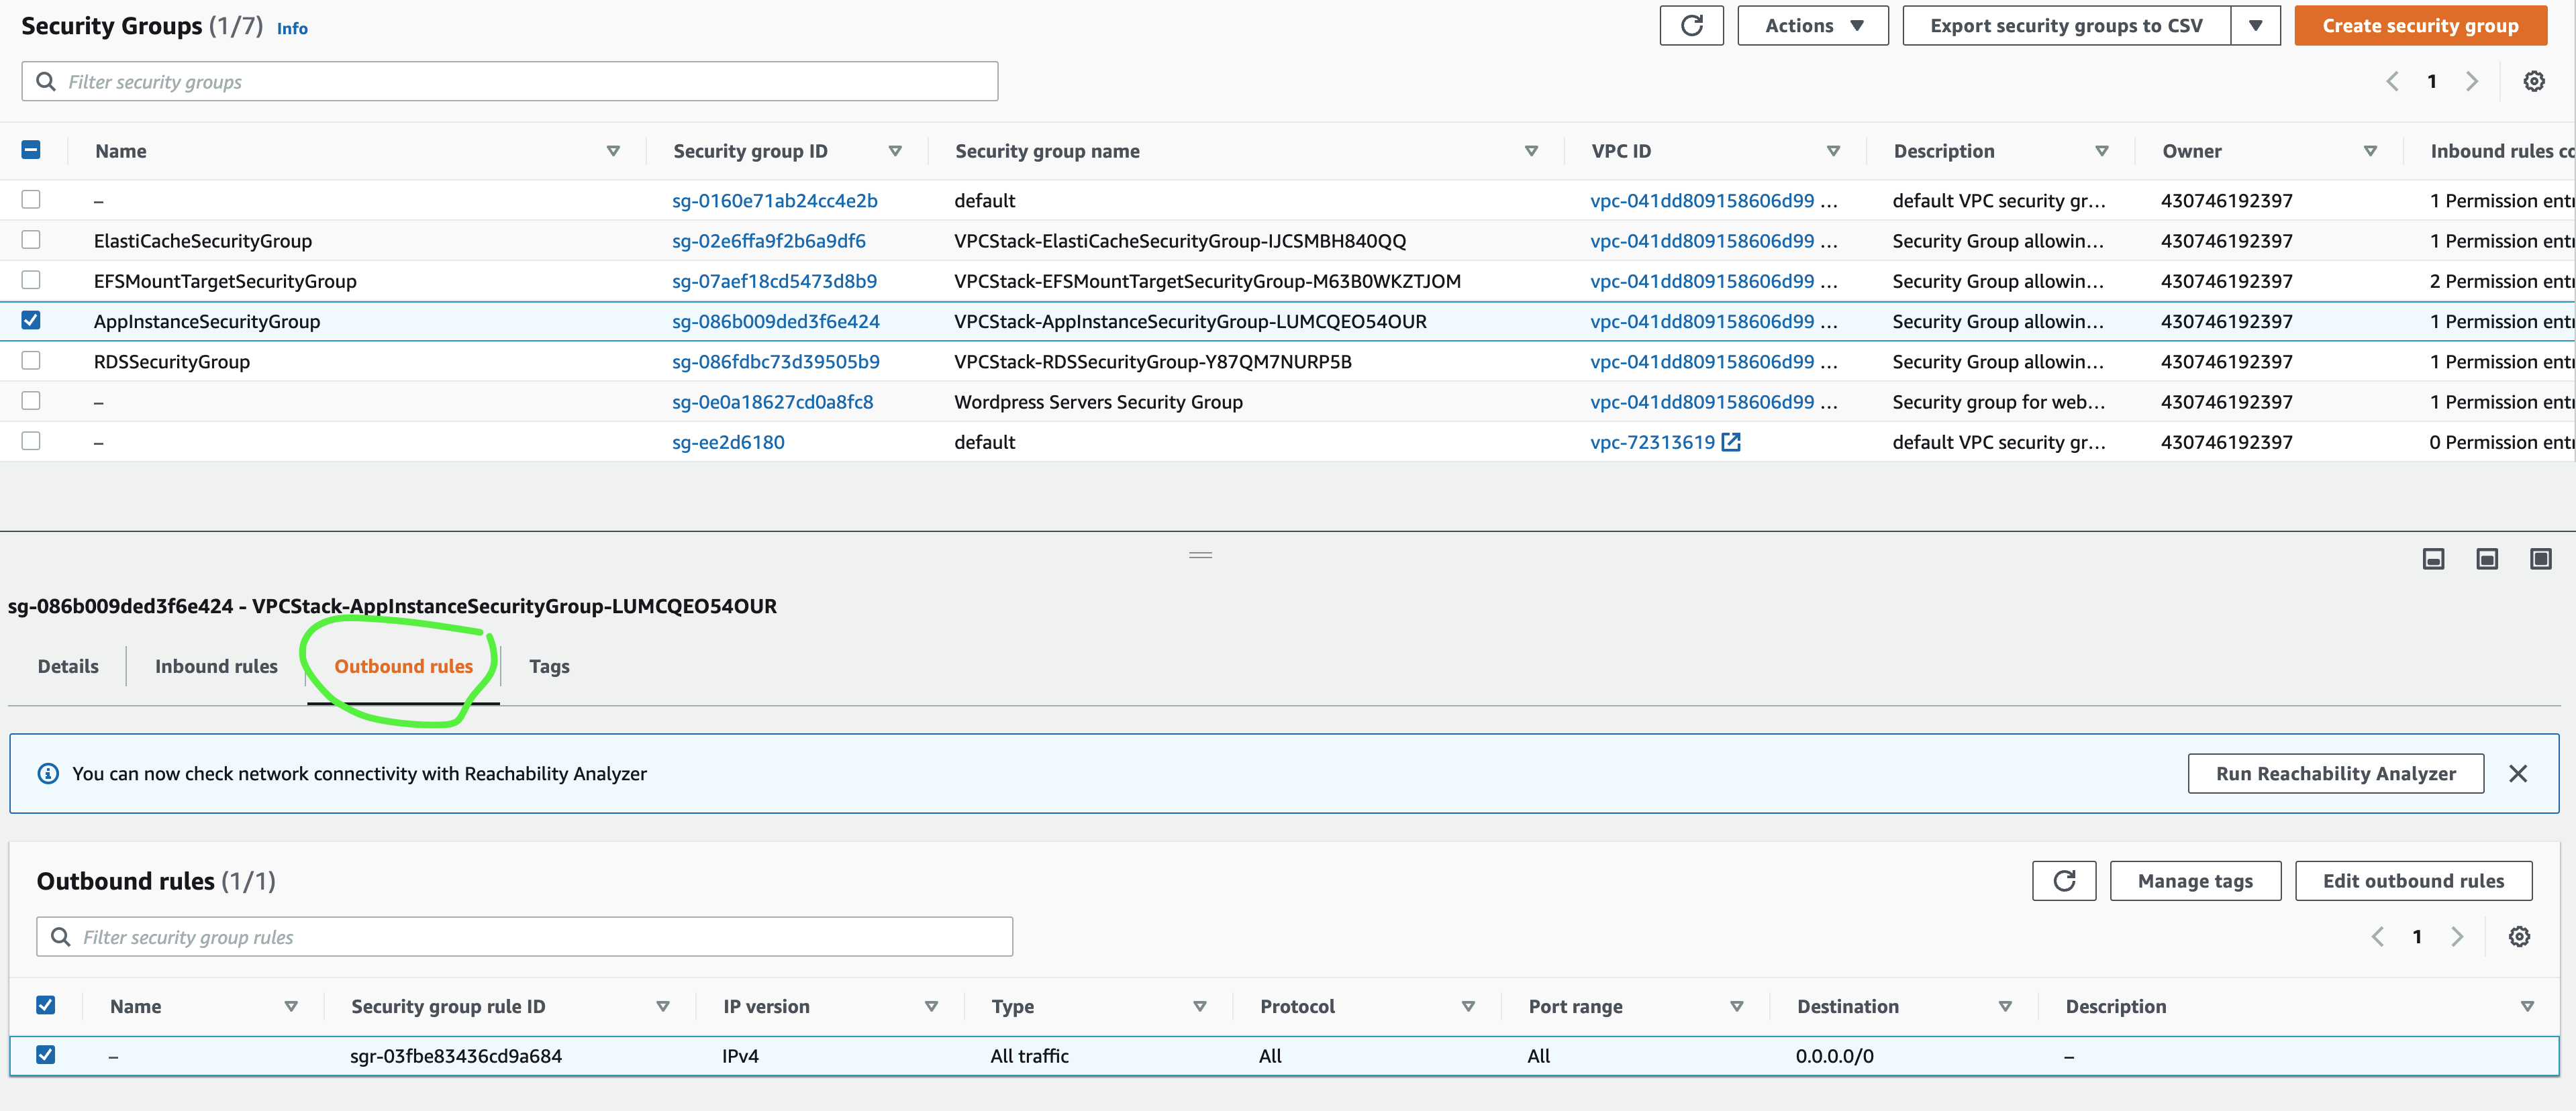 Security Groups (1/7) Info
Actions
Export security groups to CSV
Create security group
Filter security groups
1
Name Security group ID Security group name VPC ID Description Owner Inbound rules co
– sg-0160e71ab24cc4e2b default vpc-041dd809158606d99 ... default VPC security gr... 430746192397 1 Permission entr
ElastiCacheSecurityGroup sg-02e6ffa9f2b6a9df6 VPCStack-ElastiCacheSecurityGroup-IJCSMBH840QQ vpc-041dd809158606d99 ... Security Group allowin... 430746192397 1 Permission entr
EFSMountTargetSecurityGroup sg-07aef18cd5473d8b9 VPCStack-EFSMountTargetSecurityGroup-M63B0WKZTJOM vpc-041dd809158606d99 ... Security Group allowin... 430746192397 2 Permission entr
AppInstanceSecurityGroup sg-086b009ded3f6e424 VPCStack-AppInstanceSecurityGroup-LUMCQEO54OUR vpc-041dd809158606d99 ... Security Group allowin... 430746192397 1 Permission entr
RDSSecurityGroup sg-086fdbc73d39505b9 VPCStack-RDSSecurityGroup-Y87QM7NURP5B vpc-041dd809158606d99 ... Security Group allowin... 430746192397 1 Permission entr
– sg-0e0a18627cd0a8fc8 Wordpress Servers Security Group vpc-041dd809158606d99 ... Security group for web... 430746192397 1 Permission entr
– sg-ee2d6180 default vpc-72313619 default VPC security gr... 430746192397 0 Permission entr
sg-086b009ded3f6e424 - VPCStack-AppInstanceSecurityGroup-LUMCQEO54OUR
Details Inbound rules Outbound rules Tags
You can now check network connectivity with Reachability Analyzer
Run Reachability Analyzer
Outbound rules (1/1)
Manage tags
Edit outbound rules
Filter security group rules
1
Name Security group rule ID IP version Type Protocol Port range Destination Description
– sgr-03fbe83436cd9a684 IPv4 All traffic All All 0.0.0.0/0 –